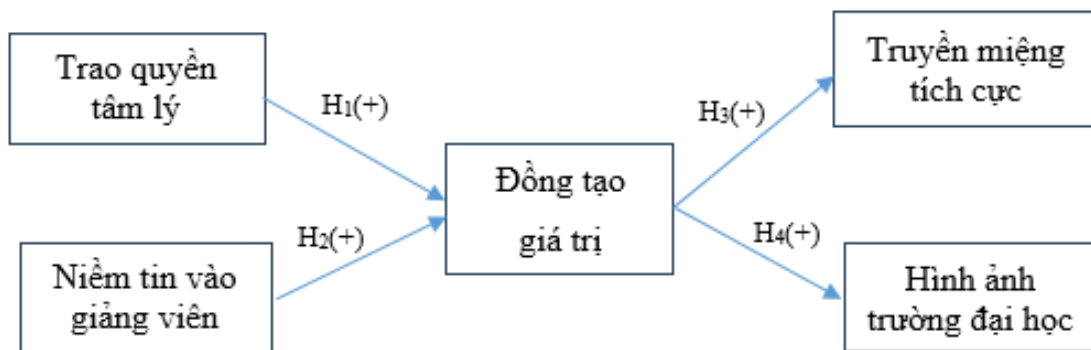 Trao quyền
tâm lý
H₁(+)
Niềm tin vào
giảng viên
H₂(+)
Đồng tạo
giá trị
H₃(+)
Truyền miệng
tích cực
H₄(+)
Hình ảnh
trường đại học